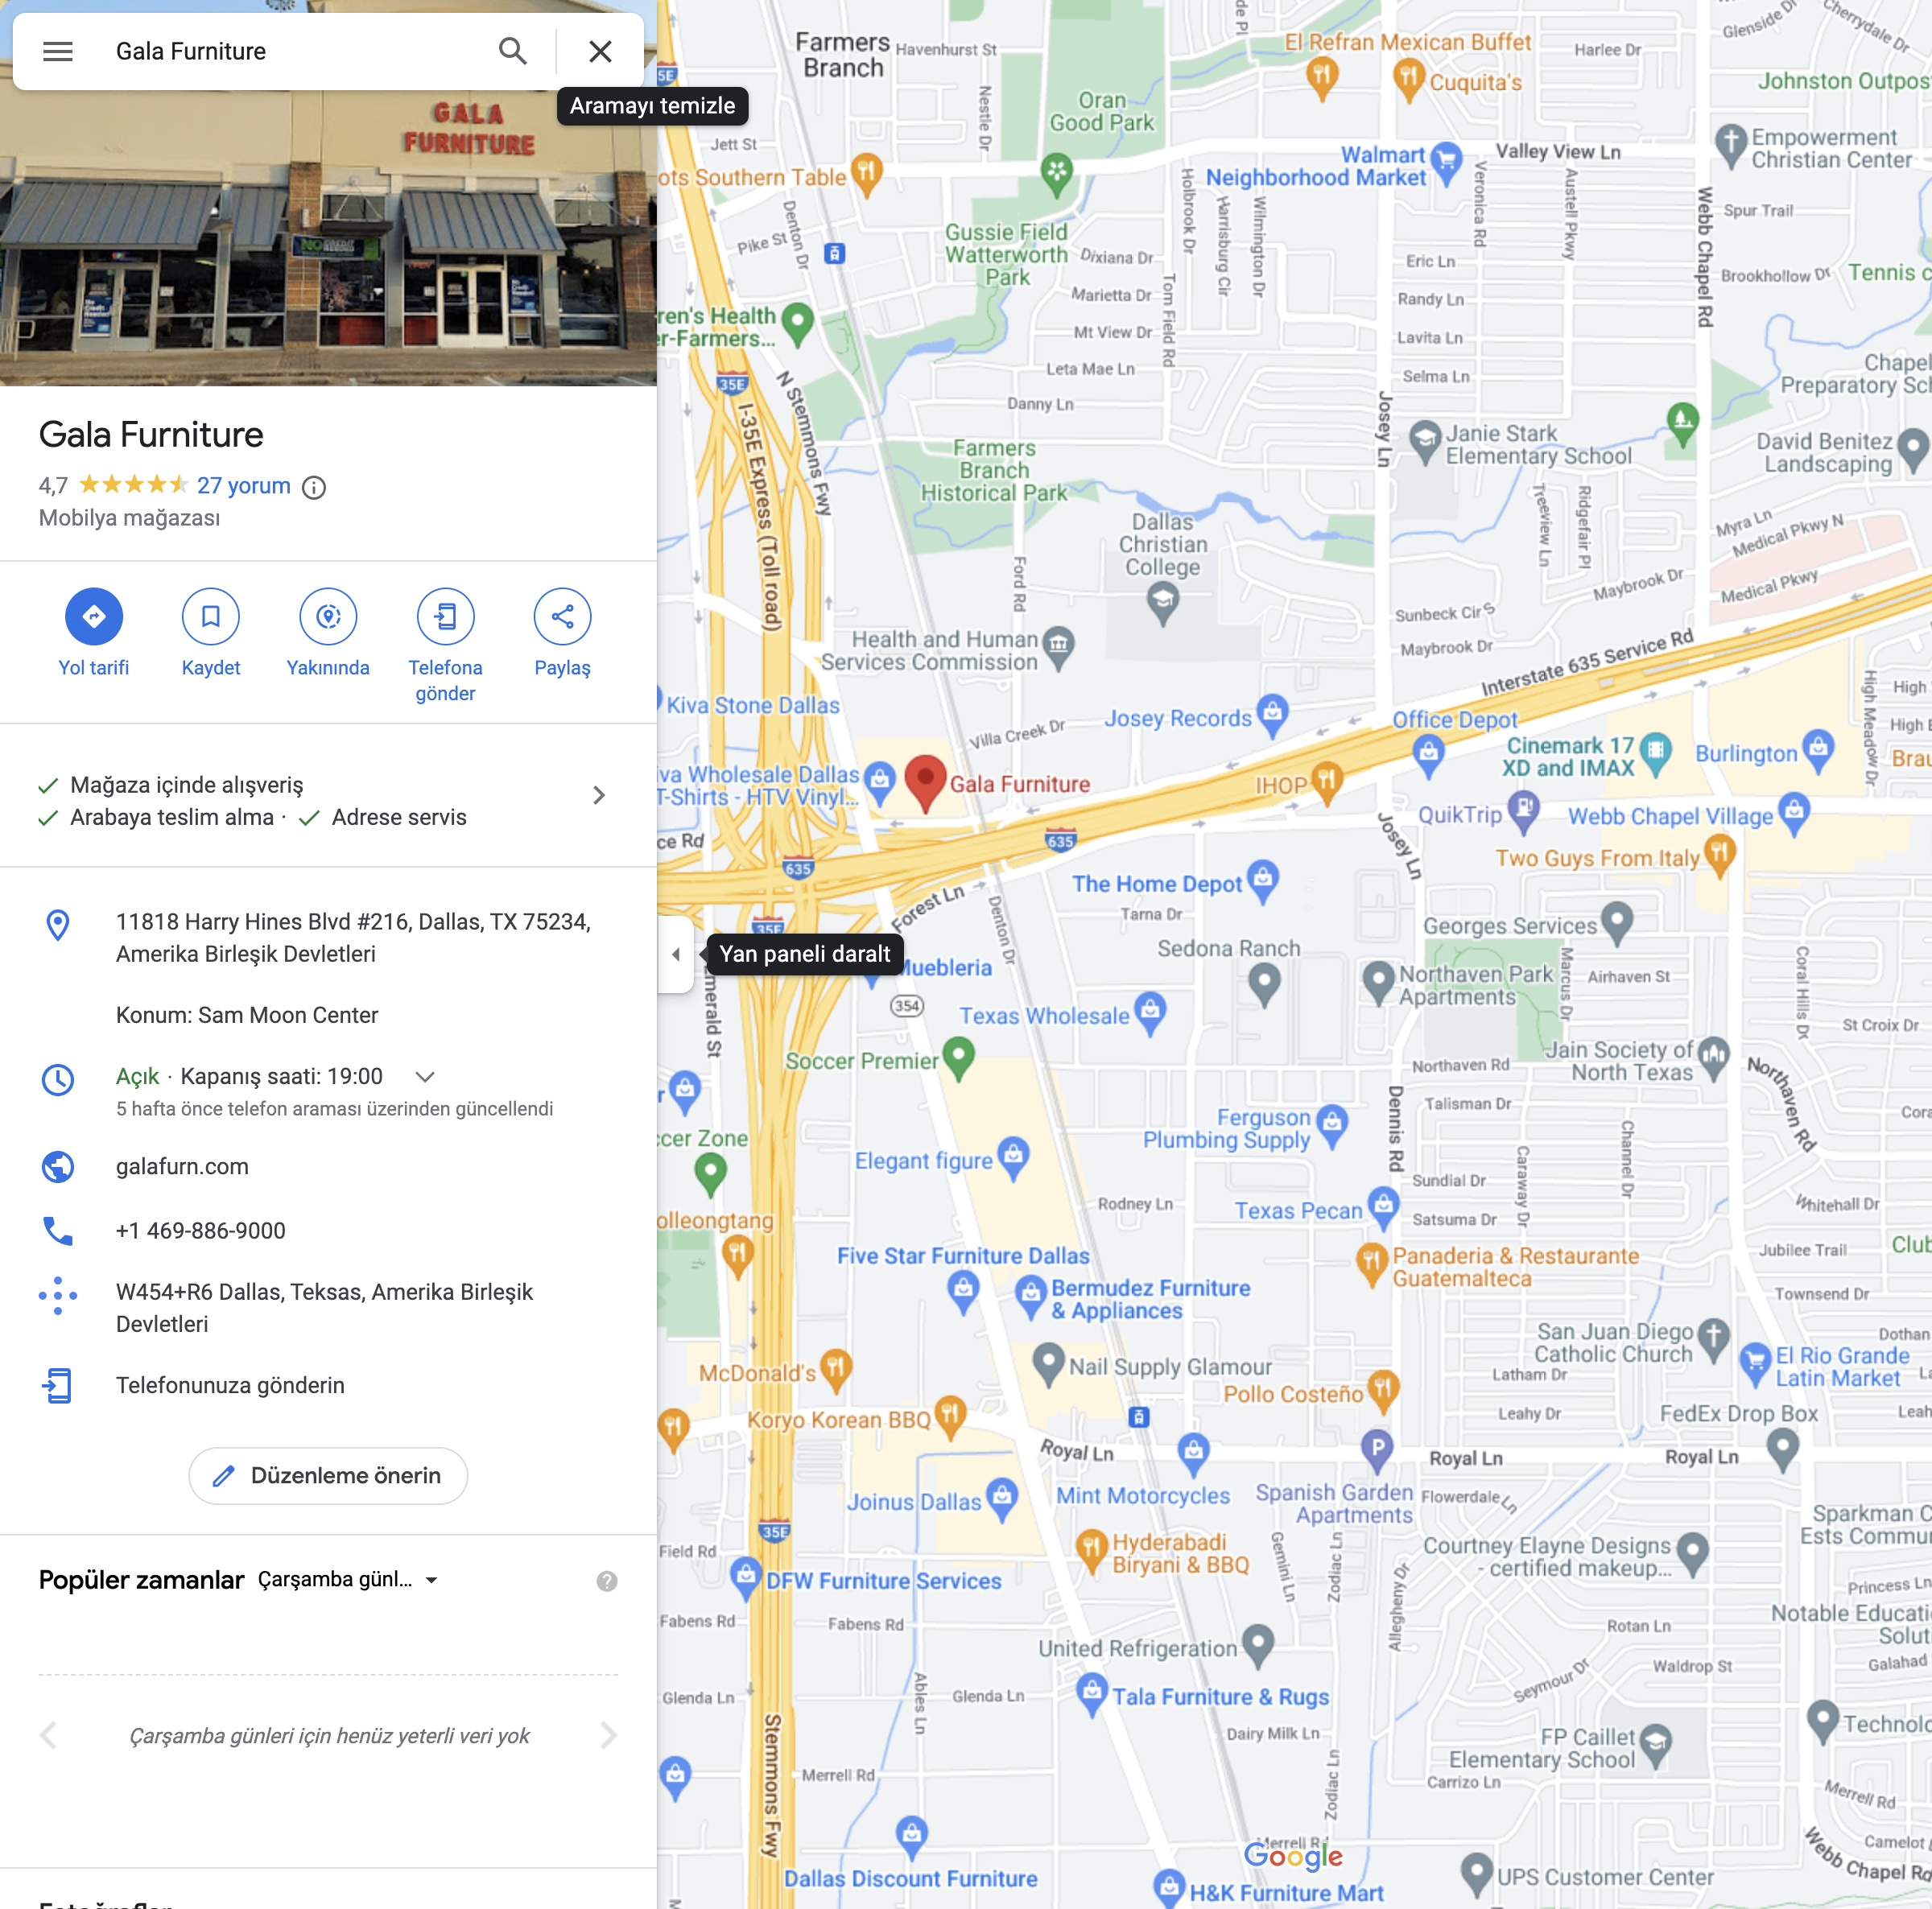 Gala Furniture
Aramayı temizle
GALA
FURNITURE
Gala Furniture
4,7 27 yorum
Mobilya mağazası
Yol tarifi
Kaydet
Yakınında
Telefona
gönder
Paylaş
Mağaza içinde alışveriş
Arabaya teslim alma · Adrese servis
11818 Harry Hines Blvd #216, Dallas, TX 75234,
Amerika Birleşik Devletleri
Konum: Sam Moon Center
Açık · Kapanış saati: 19:00
5 hafta önce telefon araması üzerinden güncellendi
galafurn.com
+1 469-886-9000
W454+R6 Dallas, Teksas, Amerika Birleşik
Devletleri
Telefonunuza gönderin
Düzenleme önerin
Popüler zamanlar Çarşamba günl...
Çarşamba günleri için henüz yeterli veri yok
Yan paneli daralt
Farmers
Branch
Havenhurst St
El Refran Mexican Buffet
Cuquita's
Harlee Dr
Glenside Dr
Cherrydale Dr
Johnston Outpos
Oran
Good Park
Nestle Dr
Jett St
ots Southern Table
Walmart
Neighborhood Market
Valley View Ln
Empowerment
Christian Center
Veronica Rd
Austell Pkwy
Webb Chapel Rd
Spur Trail
Holbrook Dr
Harrisburg Cir
Wilmington Dr
Denton Dr
Pike St
Gussie Field
Watterworth
Park
Dixiana Dr
Eric Ln
Brookhollow Dr
Tennis c
Marietta Dr
Tom Field Rd
Randy Ln
ren's Health
er-Farmers...
Mt View Dr
Lavita Ln
Leta Mae Ln
Selma Ln
Chapel
Preparatory Sch
35E
N Stemmons Fwy
I-35E Express (Toll road)
Danny Ln
Josey Ln
Janie Stark
Elementary School
David Benitez
Landscaping
Farmers
Branch
Historical Park
Treeview Ln
Ridgefair Pl
Myra Ln
Medical Pkwy N
Dallas
Christian
College
Ford Rd
Maybrook Dr
Medical Pkwy
Sunbeck Cir S
Health and Human
Services Commission
Maybrook Dr
Interstate 635 Service Rd
High
High Meadow Dr
Kiva Stone Dallas
Josey Records
Office Depot
Villa Creek Dr
Cinemark 17
XD and IMAX
Burlington
Brau
iva Wholesale Dallas
T-Shirts - HTV Vinyl...
Gala Furniture
IHOP
QuikTrip
Webb Chapel Village
ce Rd
635
635
Josey Ln
Two Guys From Italy
The Home Depot
Forest Ln
Tarna Dr
Denton Dr
35E
Georges Services
Sedona Ranch
Muebleria
Northaven Park
Apartments
Airhaven St
Marcus Dr
Coral Hills Dr
354
Texas Wholesale
St Croix Dr
merald St
Soccer Premier
Jain Society of
North Texas
Northaven Rd
Northaven Rd
Dennis Rd
Talisman Dr
Cora
Ferguson
Plumbing Supply
ccer Zone
Elegant figure
Caraway Dr
Channel Dr
Sundial Dr
Rodney Ln
Texas Pecan
Satsuma Dr
Whitehall Dr
olleongtang
Five Star Furniture Dallas
Panaderia & Restaurante
Guatemalteca
Jubilee Trail
Club
Bermudez Furniture
& Appliances
Townsend Dr
San Juan Diego
Catholic Church
Dothan
El Rio Grande
Latin Market
McDonald's
Nail Supply Glamour
Latham Dr
Pollo Costeño
Koryo Korean BBQ
Leahy Dr
FedEx Drop Box
Leah
Royal Ln
Royal Ln
Royal Ln
Joinus Dallas
Mint Motorcycles
Spanish Garden
Apartments
Flowerdale Ln
Sparkman C
Ests Commu
35E
Field Rd
Hyderabadi
Biryani & BBQ
Gemini Ln
Zodiac Ln
Courtney Elayne Designs
- certified makeup...
DFW Furniture Services
Allegheny Dr
Princess Ln
Fabens Rd
Fabens Rd
Rotan Ln
Notable Educati
Solut
United Refrigeration
Waldrop St
Galahad
Seymour Dr
Glenda Ln
Ables Ln
Glenda Ln
Tala Furniture & Rugs
Dairy Milk Ln
Technolo
FP Caillet
Elementary School
Stemmons Fwy
Merrell Rd
Zodiac Ln
Carrizo Ln
Merrell Rd
Merrell Rd
Google
Camelot
Webb Chapel Rd
Dallas Discount Furniture
UPS Customer Center
H&K Furniture Mart